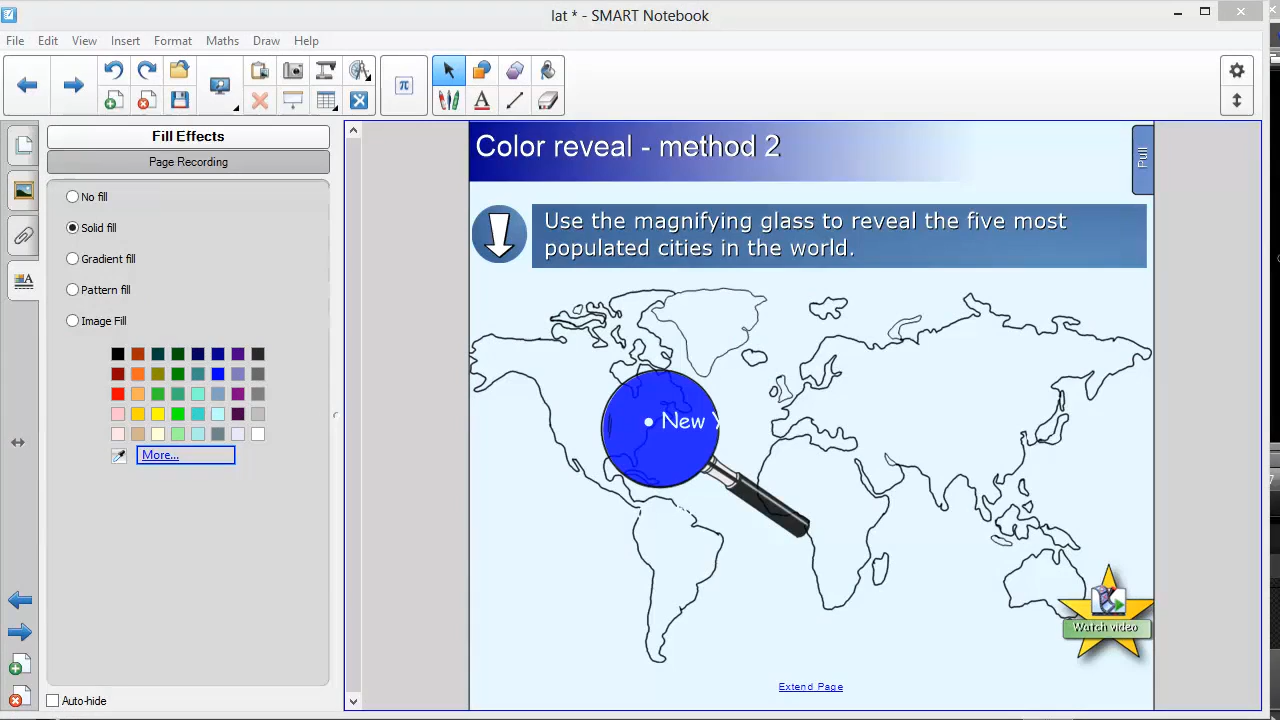 lat * - SMART Notebook
File Edit View Insert Format Maths Draw Help
π
Fill Effects
Page Recording
No fill
Solid fill
Gradient fill
Pattern fill
Image Fill
More...
Auto-hide
Color reveal - method 2
Pull
Use the magnifying glass to reveal the five most
populated cities in the world.
New
Watch video
Extend Page